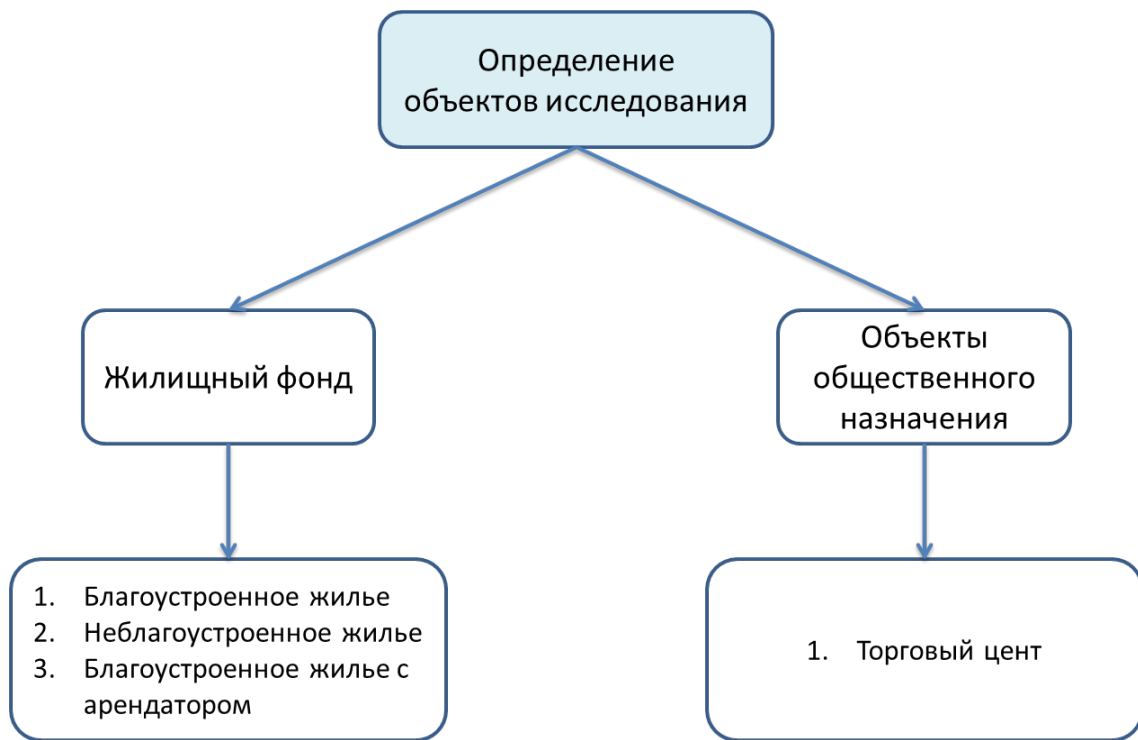 Определение
объектов исследования
Жилищный фонд
Объекты
общественного
назначения
1. Благоустроенное жилье
2. Неблагоустроенное жилье
3. Благоустроенное жилье с
арендатором
1. Торговый цент